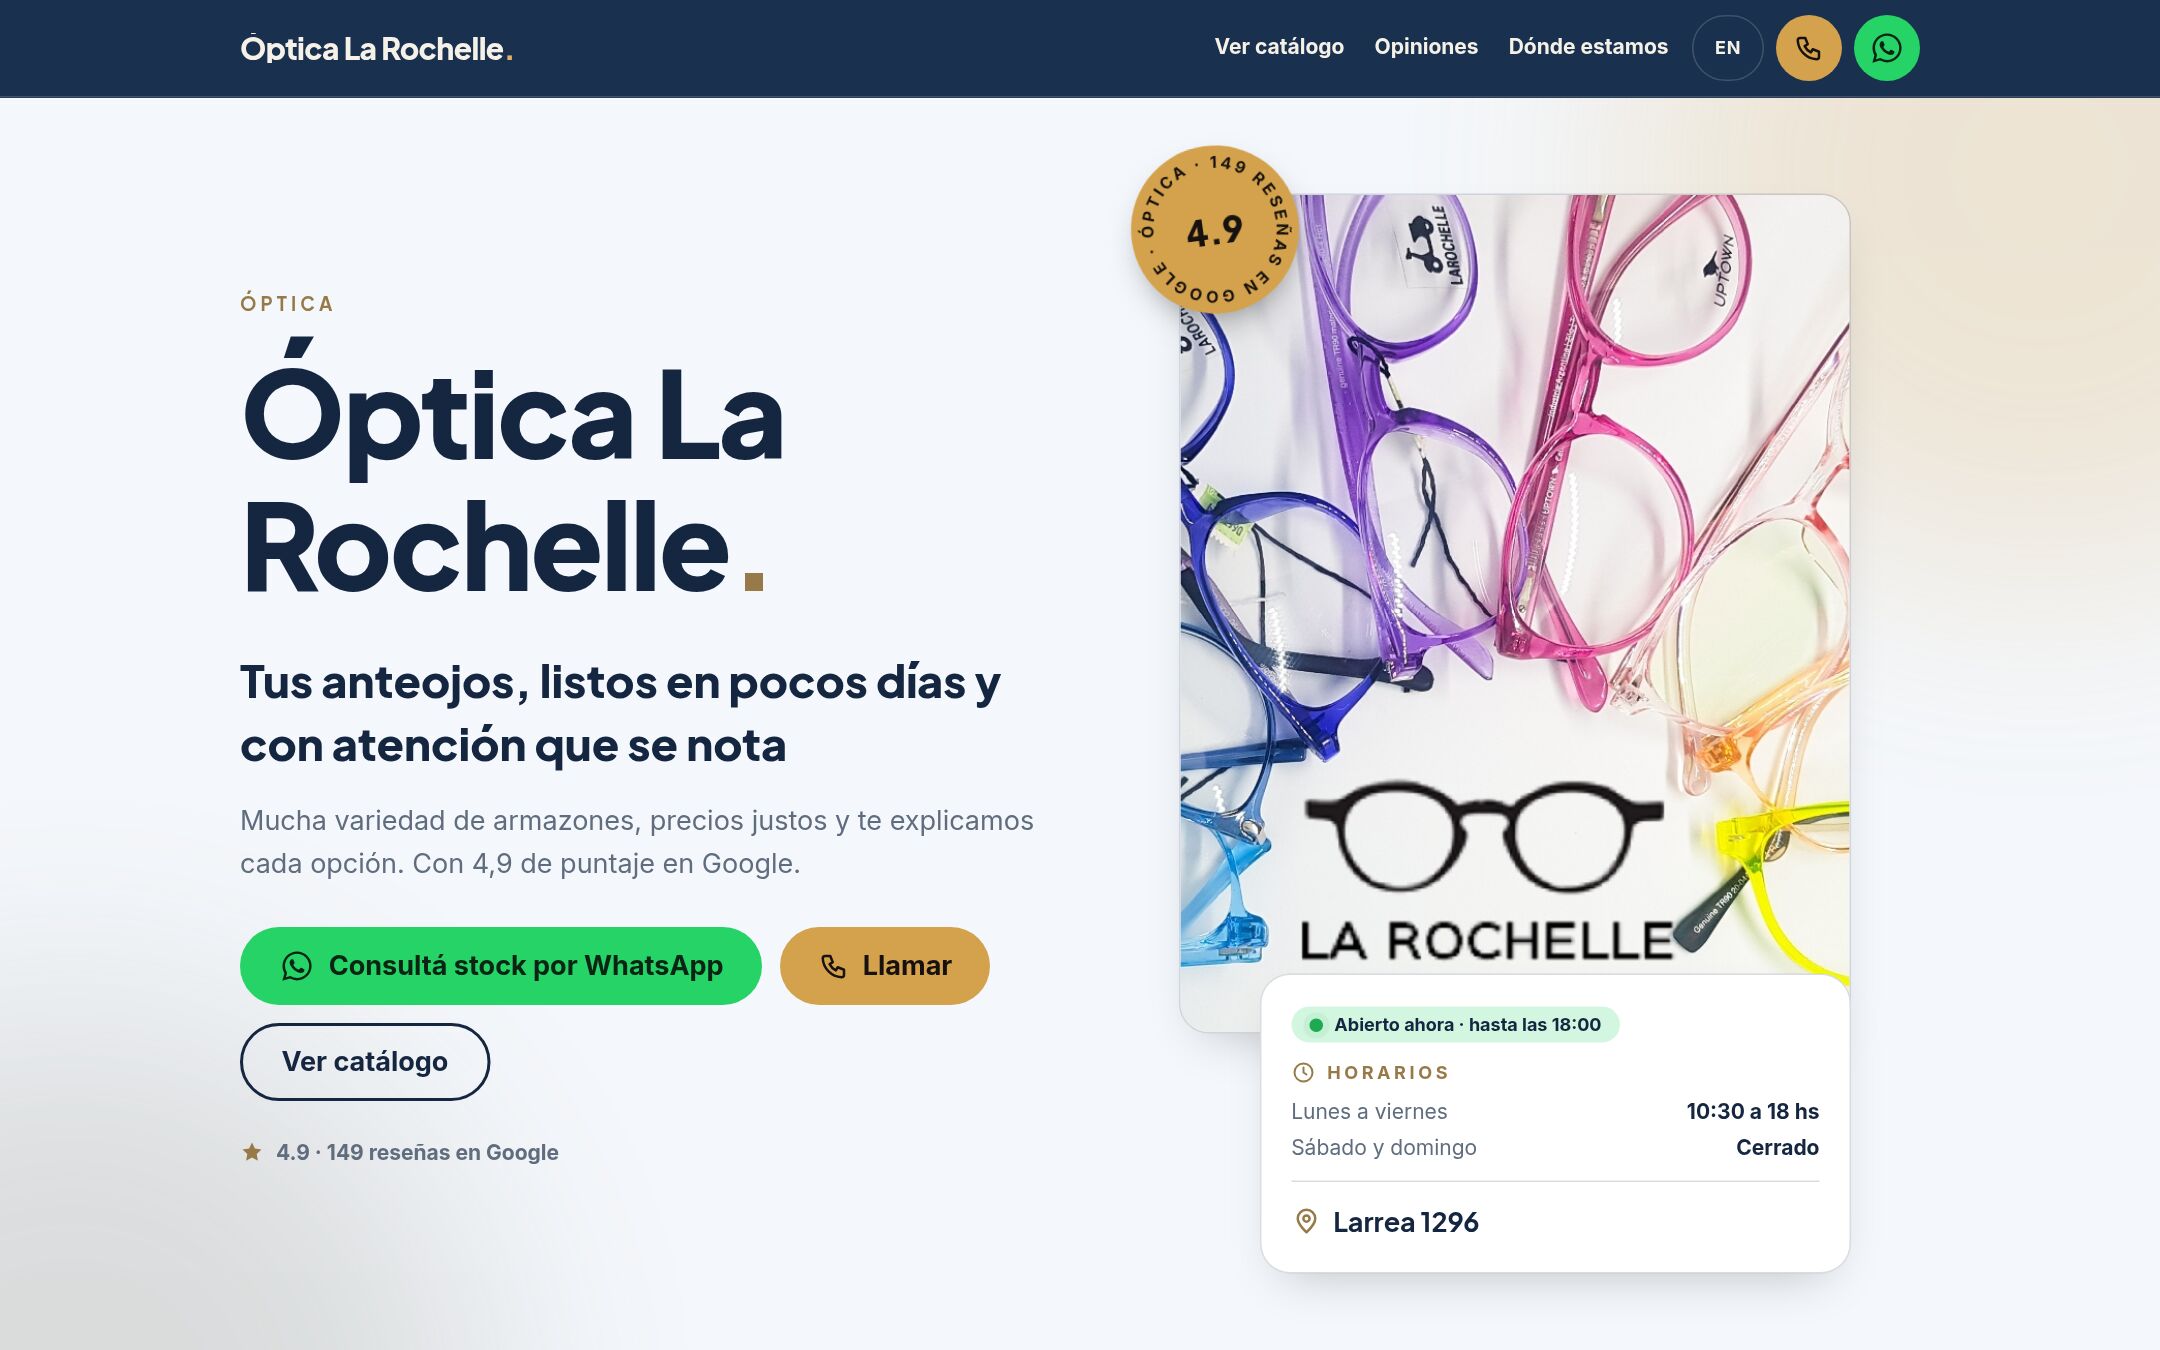 Óptica La Rochelle.
Ver catálogo
Opiniones
Dónde estamos
EN
ÓPTICA
Óptica La
Rochelle.
Tus anteojos, listos en pocos días y
con atención que se nota
Mucha variedad de armazones, precios justos y te explicamos
cada opción. Con 4,9 de puntaje en Google.
Consultá stock por WhatsApp
Llamar
Ver catálogo
4.9 · 149 reseñas en Google
ÓPTICA · 149 RESEÑAS EN GOOGLE ·
4.9
LAROCHELLE
UPTOWN
LA ROCHELLE
Abierto ahora · hasta las 18:00
HORARIOS
Lunes a viernes
10:30 a 18 hs
Sábado y domingo
Cerrado
Larrea 1296